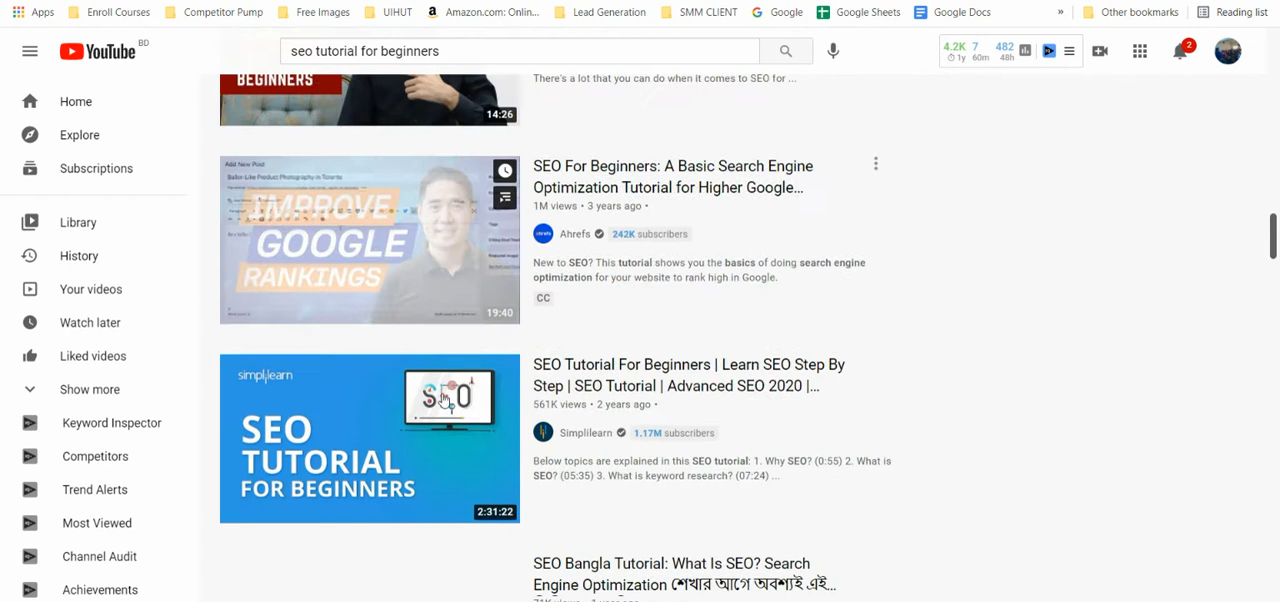 Apps Enroll Courses Competitor Pump Free Images UIHUT Amazon.com: Onlin... Lead Generation SMM CLIENT Google Google Sheets Google Docs » Other bookmarks Reading list
YouTube BD
seo tutorial for beginners
4.2K 7 482
1y 60m 48h
2
Home
Explore
Subscriptions
Library
History
Your videos
Watch later
Liked videos
Show more
Keyword Inspector
Competitors
Trend Alerts
Most Viewed
Channel Audit
Achievements
BEGINNERS
14:26
There's a lot that you can do when it comes to SEO for ...
Add New Post
IMPROVE
GOOGLE
RANKINGS
19:40
SEO For Beginners: A Basic Search Engine
Optimization Tutorial for Higher Google...
1M views • 3 years ago •
Ahrefs 242K subscribers
New to SEO? This tutorial shows you the basics of doing search engine
optimization for your website to rank high in Google.
CC
simplilearn
SEO
SEO
TUTORIAL
FOR BEGINNERS
2:31:22
SEO Tutorial For Beginners | Learn SEO Step By
Step | SEO Tutorial | Advanced SEO 2020 |...
561K views • 2 years ago •
Simplilearn 1.17M subscribers
Below topics are explained in this SEO tutorial: 1. Why SEO? (0:55) 2. What is
SEO? (05:35) 3. What is keyword research? (07:24) ...
SEO Bangla Tutorial: What Is SEO? Search
Engine Optimization শেখার আগে অবশ্যই এই...